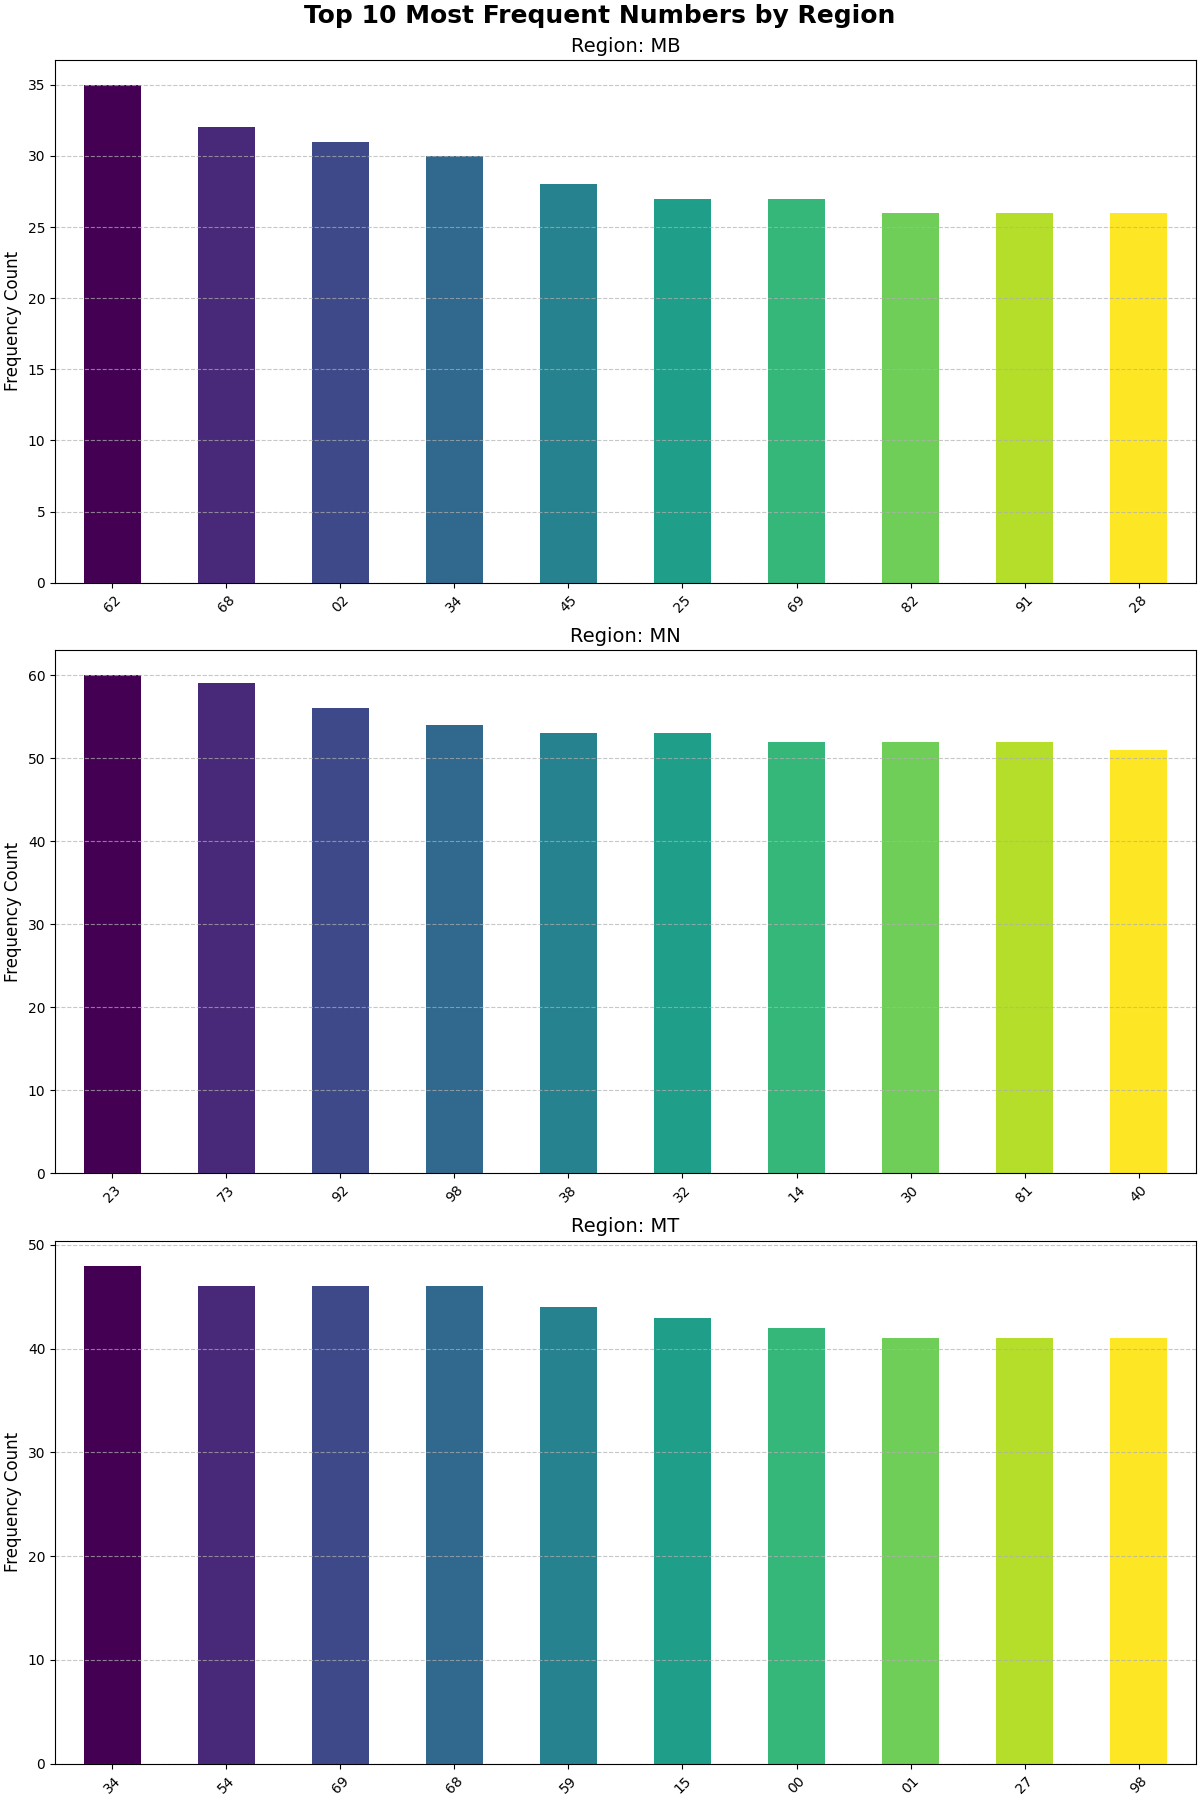 Top 10 Most Frequent Numbers by Region
Region: MB
Frequency Count
35
30
25
20
15
10
5
0
62 68 02 34 45 25 69 82 91 28
Region: MN
Frequency Count
60
50
40
30
20
10
0
23 73 92 98 38 32 14 30 81 40
Region: MT
Frequency Count
50
40
30
20
10
0
34 54 69 68 59 15 00 01 27 98